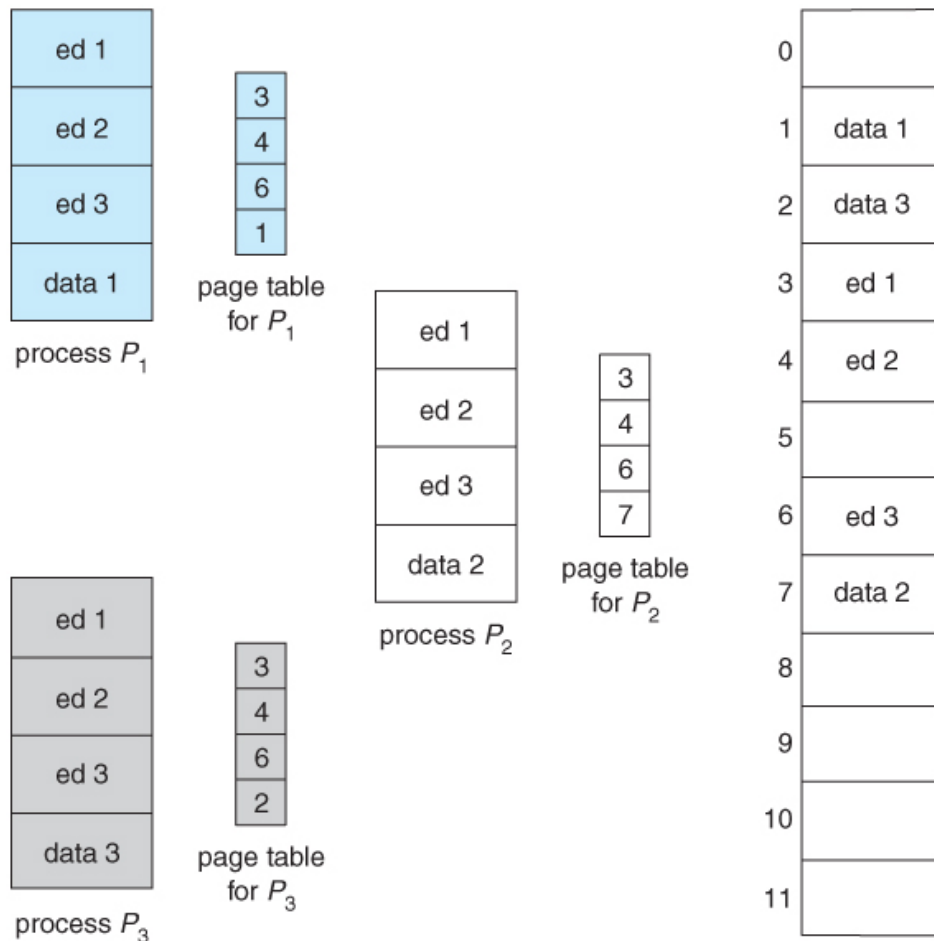 ed 1
ed 2
ed 3
data 1
process P1
3
4
6
1
page table
for P1
ed 1
ed 2
ed 3
data 2
process P2
3
4
6
7
page table
for P2
ed 1
ed 2
ed 3
data 3
process P3
3
4
6
2
page table
for P3
0
1 data 1
2 data 3
3 ed 1
4 ed 2
5
6 ed 3
7 data 2
8
9
10
11